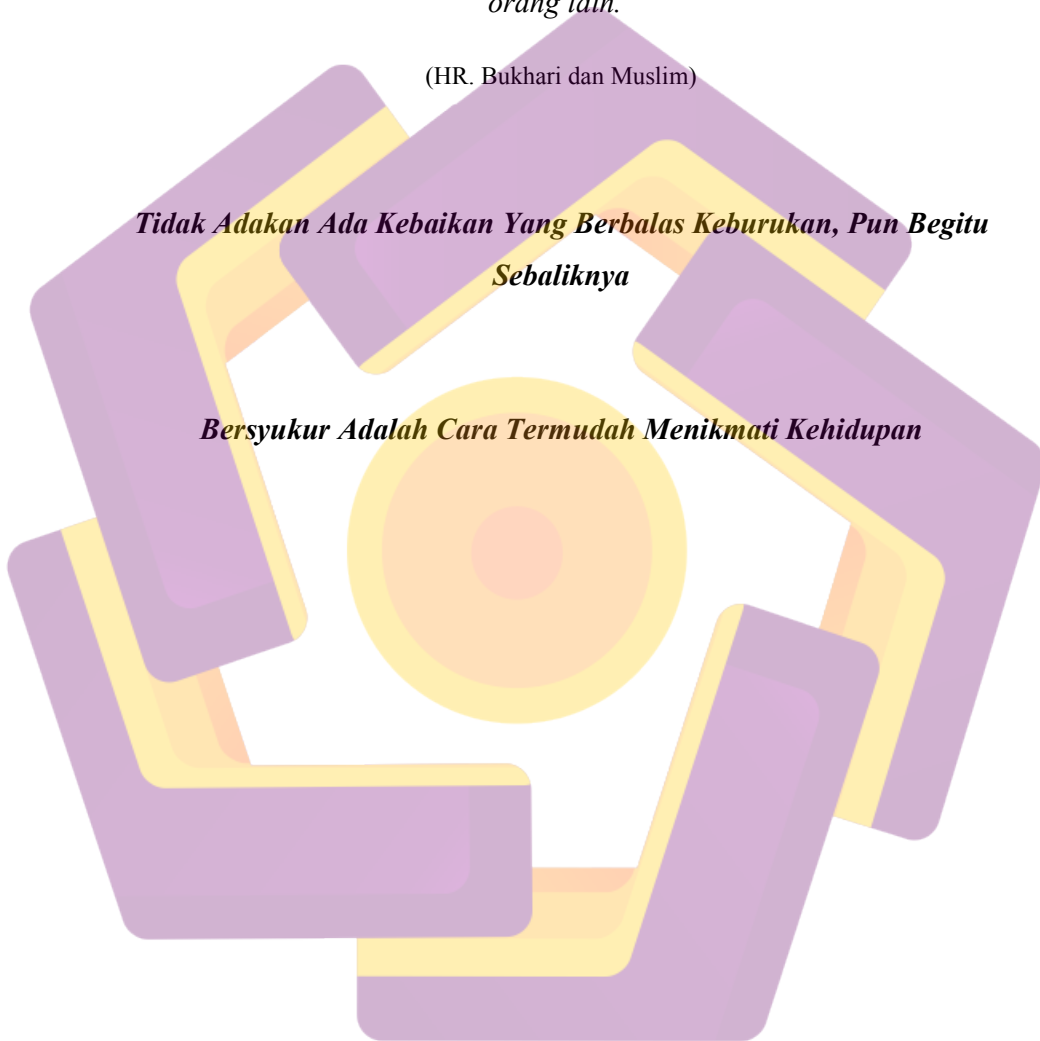 orang lain.
(HR. Bukhari dan Muslim)
Tidak Adakan Ada Kebaikan Yang Berbalas Keburukan, Pun Begitu
Sebaliknya
Bersyukur Adalah Cara Termudah Menikmati Kehidupan